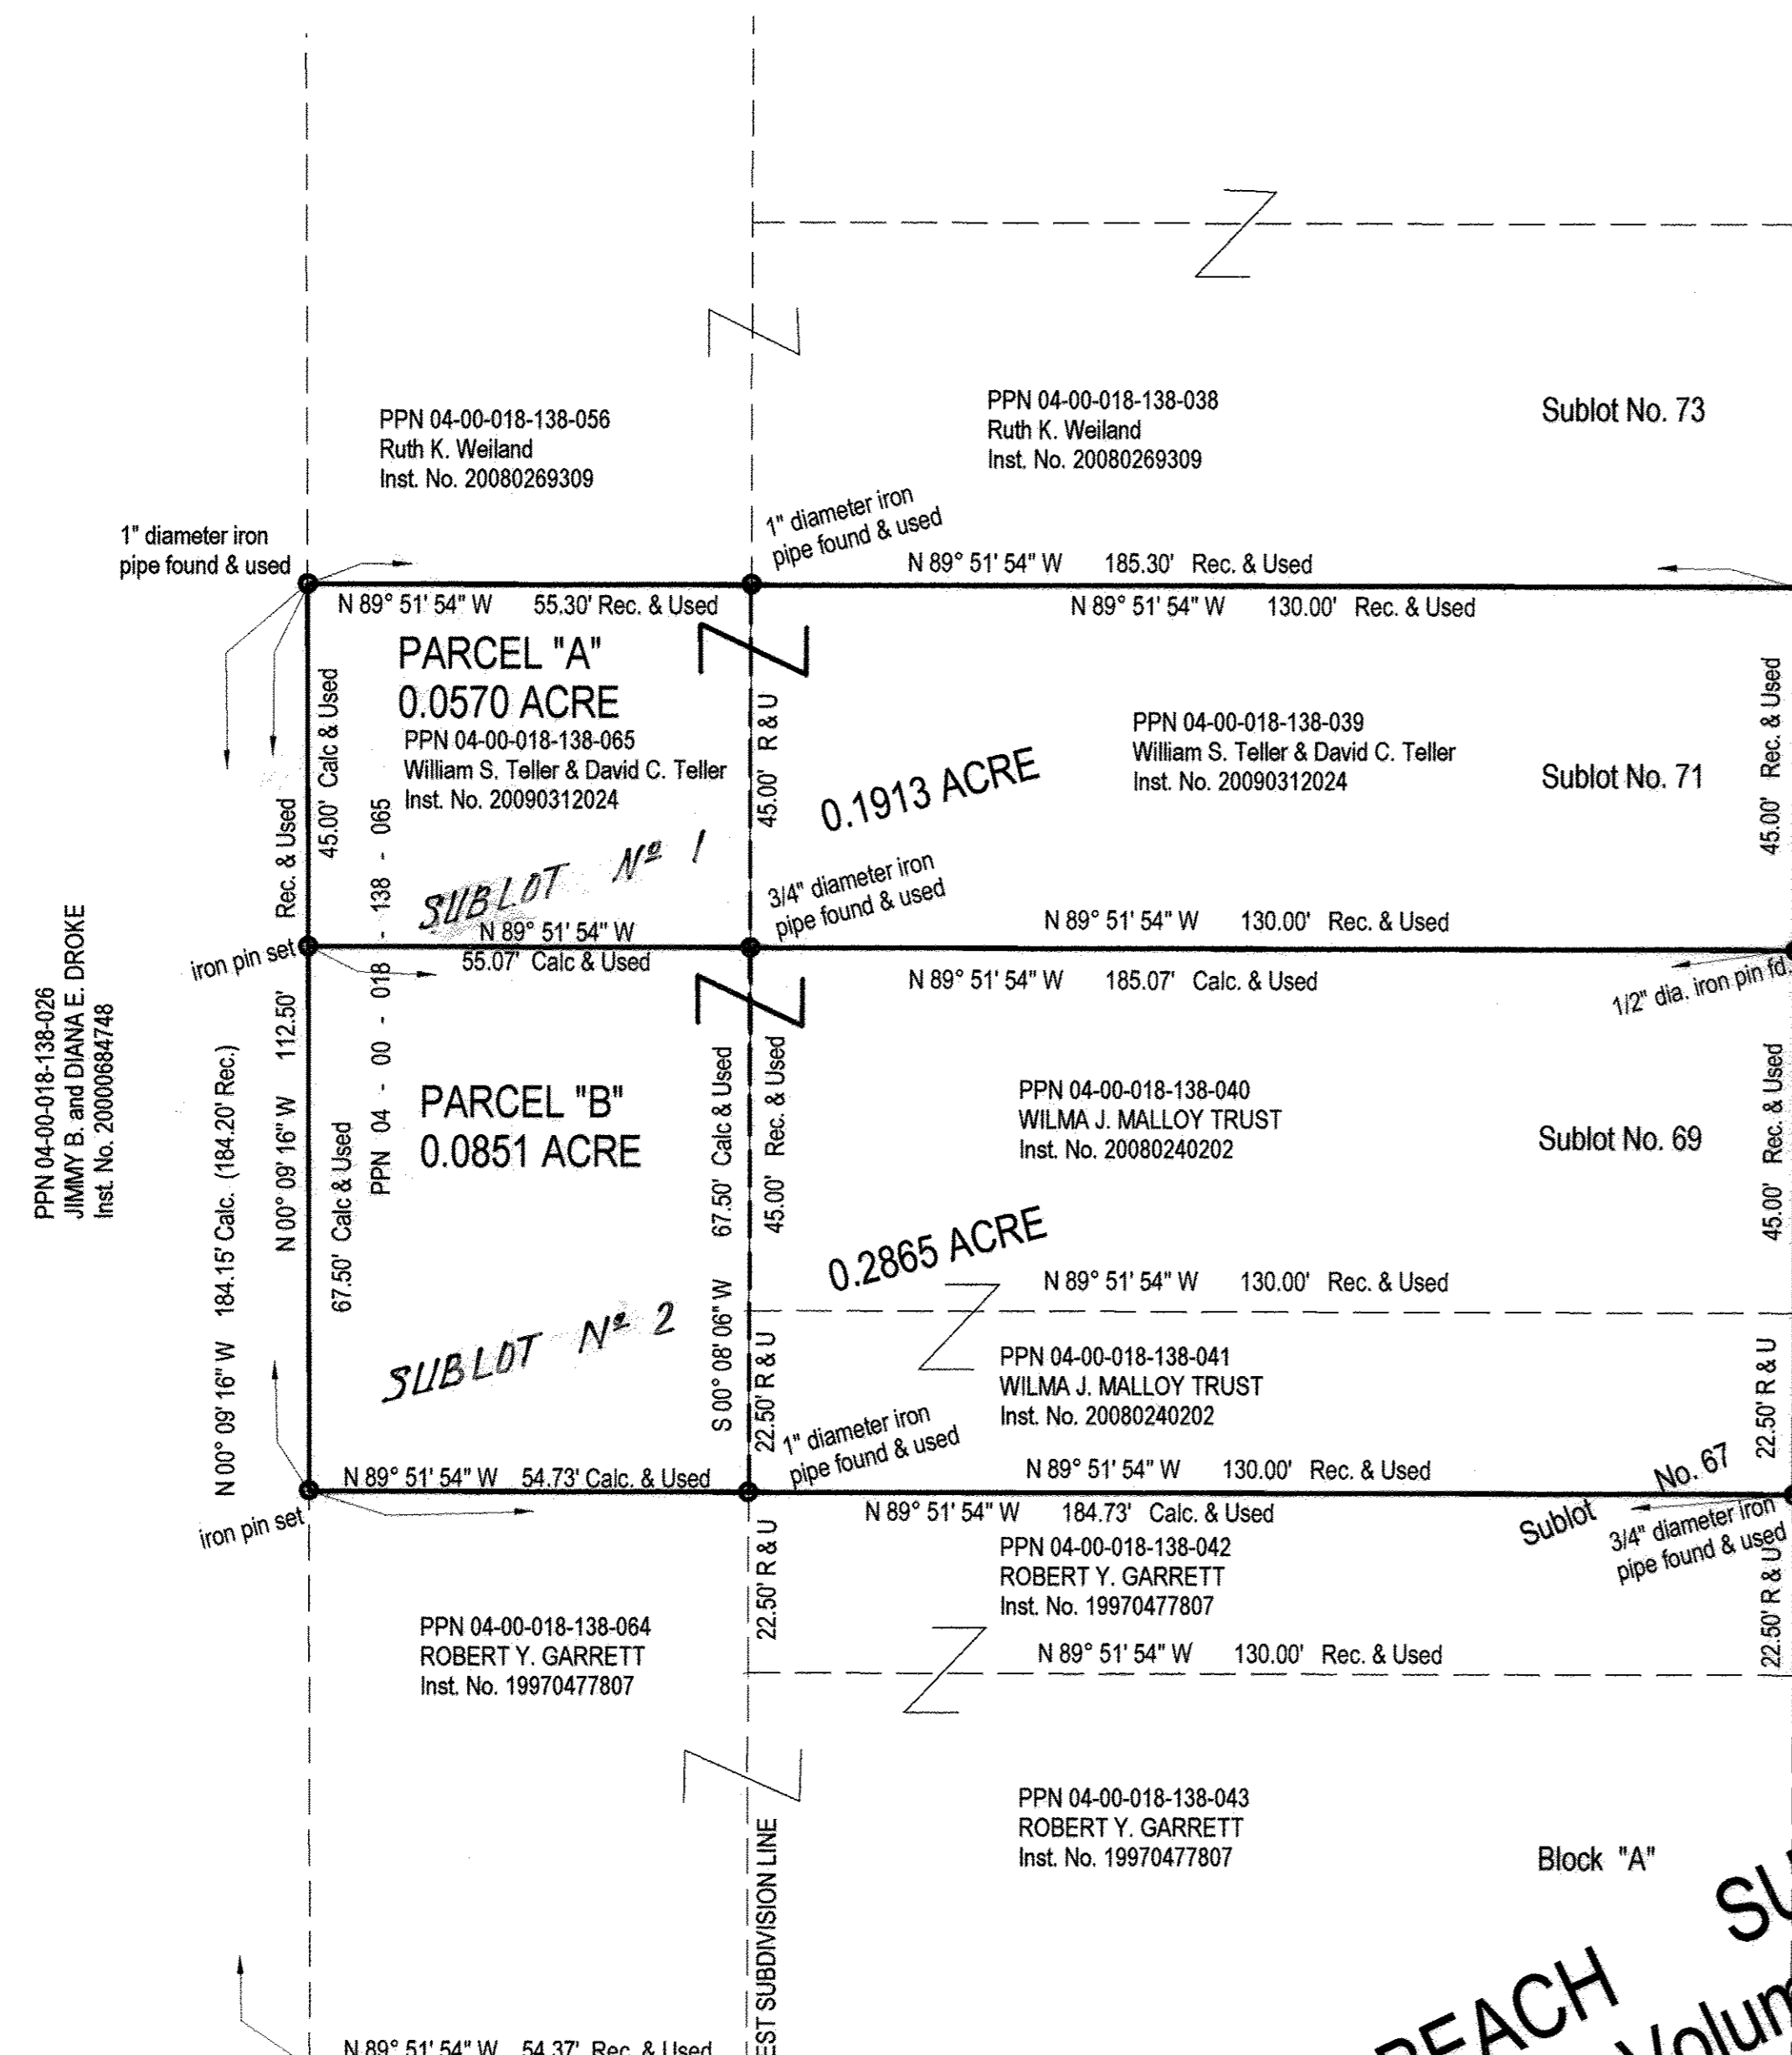 PPN 04-00-018-138-056
Ruth K. Weiland
Inst. No. 20080269309
PPN 04-00-018-138-038
Ruth K. Weiland
Inst. No. 20080269309
Sublot No. 73
1" diameter iron
pipe found & used
1" diameter iron
pipe found & used
N 89° 51' 54" W 185.30' Rec. & Used
N 89° 51' 54" W 55.30' Rec. & Used
N 89° 51' 54" W 130.00' Rec. & Used
PARCEL "A"
0.0570 ACRE
PPN 04-00-018-138-065
William S. Teller & David C. Teller
Inst. No. 20090312024
45.00' Calc & Used
45.00' R & U
0.1913 ACRE
PPN 04-00-018-138-039
William S. Teller & David C. Teller
Inst. No. 20090312024
Sublot No. 71
45.00' Rec. & Used
SUBLOT Nº 1
3/4" diameter iron
pipe found & used
N 89° 51' 54" W
55.07' Calc & Used
N 89° 51' 54" W 130.00' Rec. & Used
iron pin set
N 89° 51' 54" W 185.07' Calc. & Used
1/2" dia. iron pin fd.
PPN 04-00-018-138-026
JIMMY B. and DIANA E. DROKE
Inst. No. 20000684748
N 00° 09' 16" W 184.15' Calc. (184.20' Rec.)
N 00° 09' 16" W 112.50' Rec. & Used
67.50' Calc & Used
PPN 04 - 00 - 018 - 138 - 065
PARCEL "B"
0.0851 ACRE
S 00° 08' 06" W 67.50' Calc & Used
45.00' Rec. & Used
PPN 04-00-018-138-040
WILMA J. MALLOY TRUST
Inst. No. 20080240202
Sublot No. 69
45.00' Rec. & Used
0.2865 ACRE
N 89° 51' 54" W 130.00' Rec. & Used
SUBLOT Nº 2
22.50' R & U
PPN 04-00-018-138-041
WILMA J. MALLOY TRUST
Inst. No. 20080240202
22.50' R & U
1" diameter iron
pipe found & used
N 89° 51' 54" W 54.73' Calc. & Used
N 89° 51' 54" W 130.00' Rec. & Used
Sublot No. 67
iron pin set
N 89° 51' 54" W 184.73' Calc. & Used
3/4" diameter iron
pipe found & used
22.50' R & U
PPN 04-00-018-138-042
ROBERT Y. GARRETT
Inst. No. 19970477807
22.50' R & U
PPN 04-00-018-138-064
ROBERT Y. GARRETT
Inst. No. 19970477807
N 89° 51' 54" W 130.00' Rec. & Used
PPN 04-00-018-138-043
ROBERT Y. GARRETT
Inst. No. 19970477807
Block "A"
EST SUBDIVISION LINE
N 89° 51' 54" W 54.37' Rec. & Used
BEACH SU
Volum